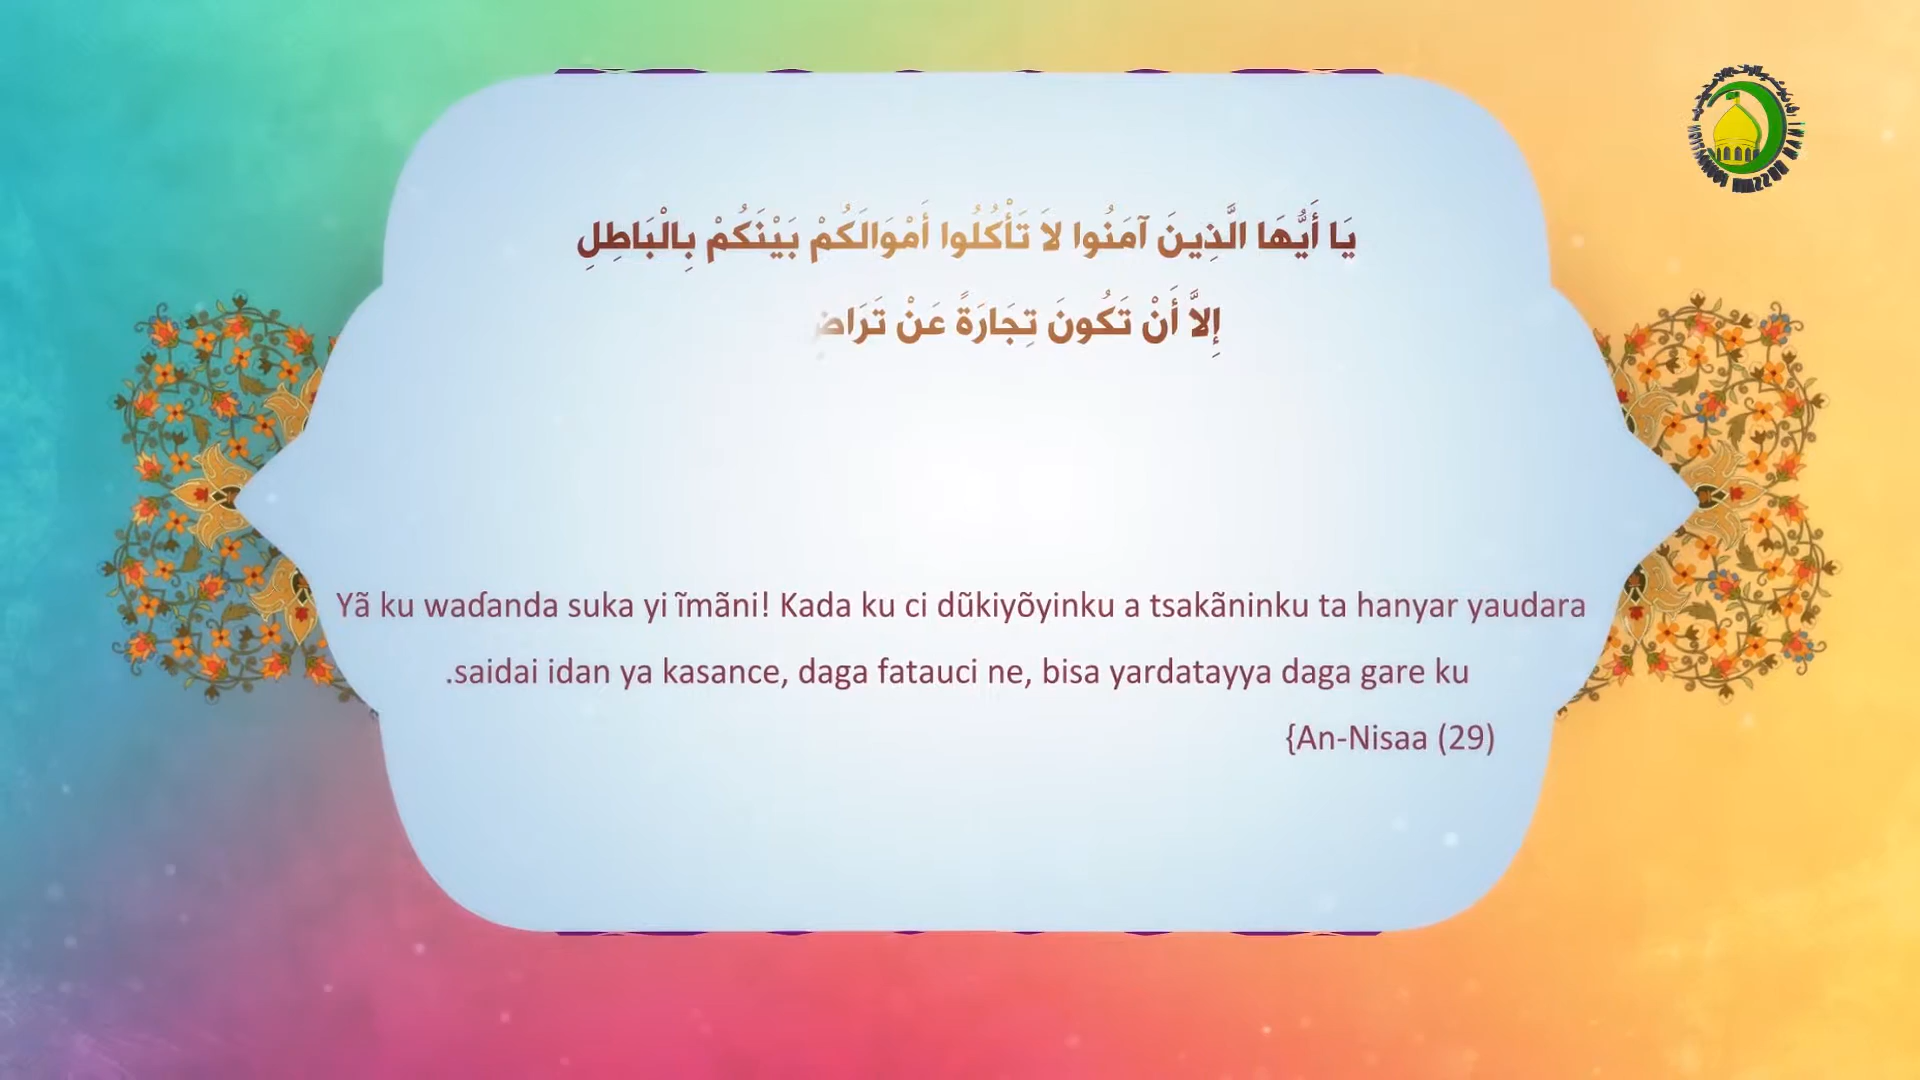 يَا أَيُّهَا الَّذِينَ آمَنُوا لاَ تَأْكُلُوا أَمْوَالَكُمْ بَيْنَكُمْ بِالْبَاطِلِ
إِلاَّ أَنْ تَكُونَ تِجَارَةً عَنْ تَرَاضٍ
Yã ku waɗanda suka yi ĩmãni! Kada ku ci dũkiyõyinku a tsakãninku ta hanyar yaudara
.saidai idan ya kasance, daga fatauci ne, bisa yardatayya daga gare ku
{An-Nisaa (29)